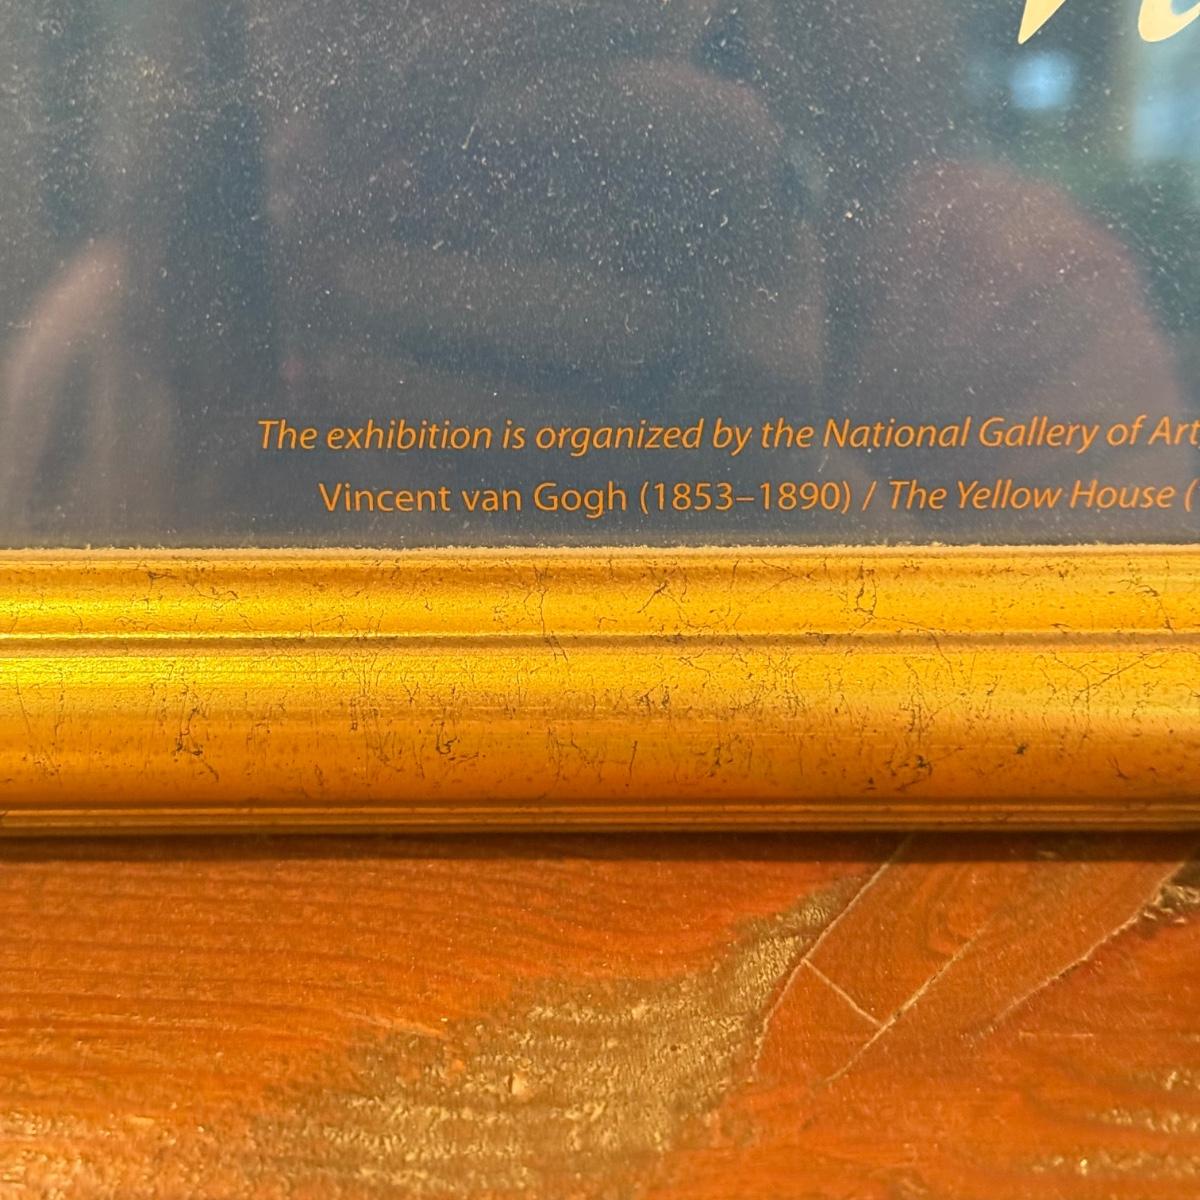 The exhibition is organized by the National Gallery of Art
Vincent van Gogh (1853–1890) / The Yellow House (